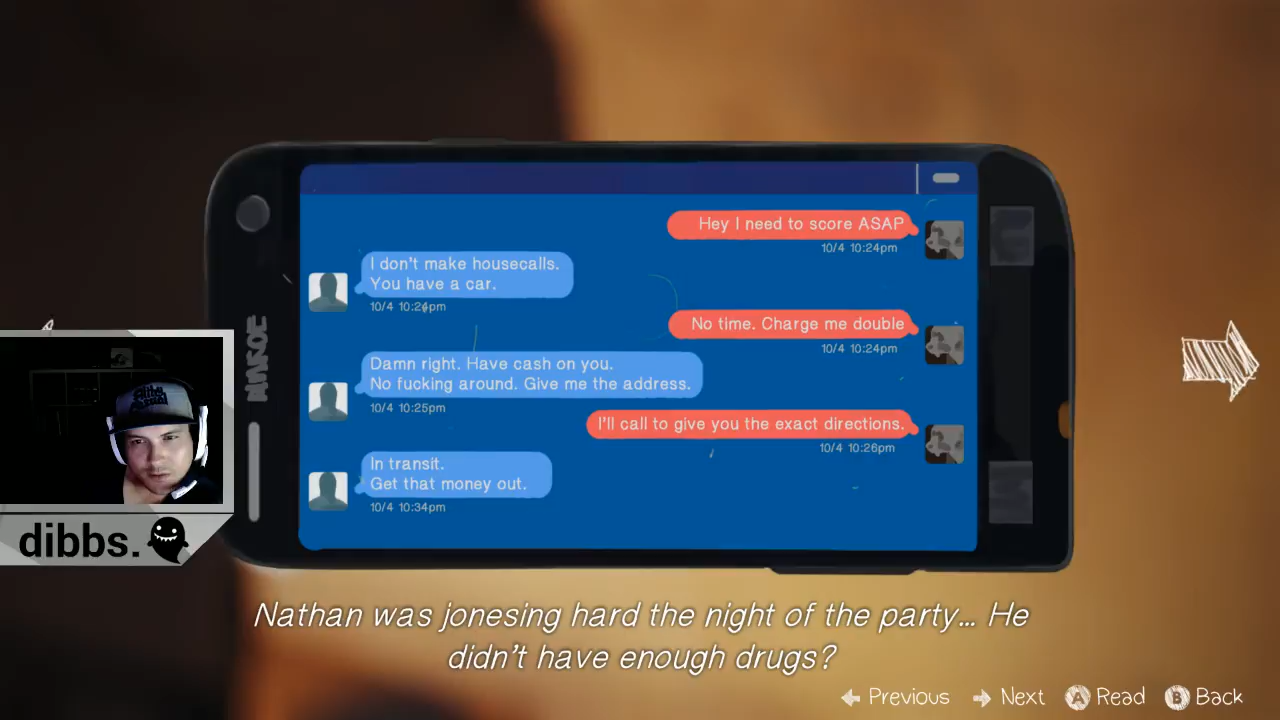 Hey I need to score ASAP
10/4 10:24pm
I don't make housecalls.
You have a car.
10/4 10:24pm
No time. Charge me double
10/4 10:24pm
Damn right. Have cash on you.
No fucking around. Give me the address.
10/4 10:25pm
I'll call to give you the exact directions.
10/4 10:26pm
In transit.
Get that money out.
10/4 10:34pm
dibbs.
Nathan was jonesing hard the night of the party... He
didn't have enough drugs?
Previous Next A Read B Back